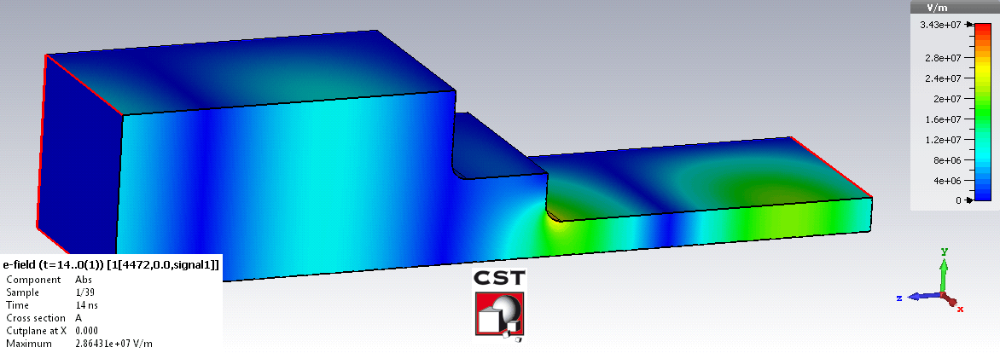 V/m
3.43e+07
2.8e+07
2.4e+07
2e+07
1.6e+07
1.2e+07
8e+06
4e+06
0
e-field (t=14..0(1)) [1[4472,0.0,signal1]]
Component Abs
Sample 1/39
Time 14 ns
Cross section A
Cutplane at X 0.000
Maximum 2.86431e+07 V/m
CST
y
z
x